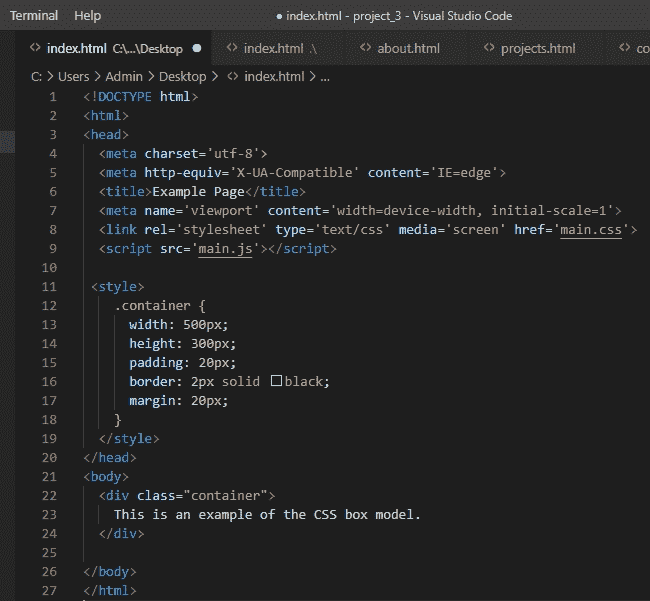 Terminal Help
● index.html - project_3 - Visual Studio Code
<> index.html C:\...\Desktop ● <> index.html .\ <> about.html <> projects.html <> co
C: > Users > Admin > Desktop > <> index.html > ...
1 <!DOCTYPE html>
2 <html>
3 <head>
4 <meta charset='utf-8'>
5 <meta http-equiv='X-UA-Compatible' content='IE=edge'>
6 <title>Example Page</title>
7 <meta name='viewport' content='width=device-width, initial-scale=1'>
8 <link rel='stylesheet' type='text/css' media='screen' href='main.css'>
9 <script src='main.js'></script>
10
11 <style>
12 .container {
13 width: 500px;
14 height: 300px;
15 padding: 20px;
16 border: 2px solid black;
17 margin: 20px;
18 }
19 </style>
20 </head>
21 <body>
22 <div class="container">
23 This is an example of the CSS box model.
24 </div>
25
26 </body>
27 </html>